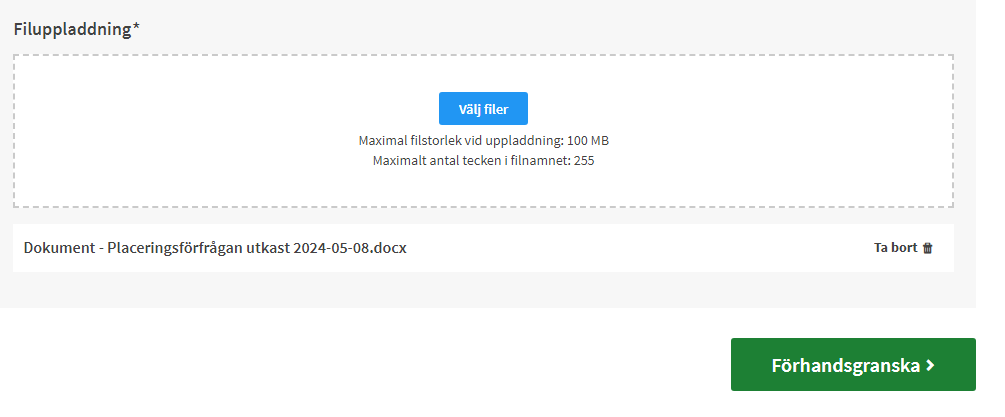 Filuppladdning*
Välj filer
Maximal filstorlek vid uppladdning: 100 MB
Maximalt antal tecken i filnamnet: 255
Dokument - Placeringsförfrågan utkast 2024-05-08.docx
Ta bort
Förhandsgranska